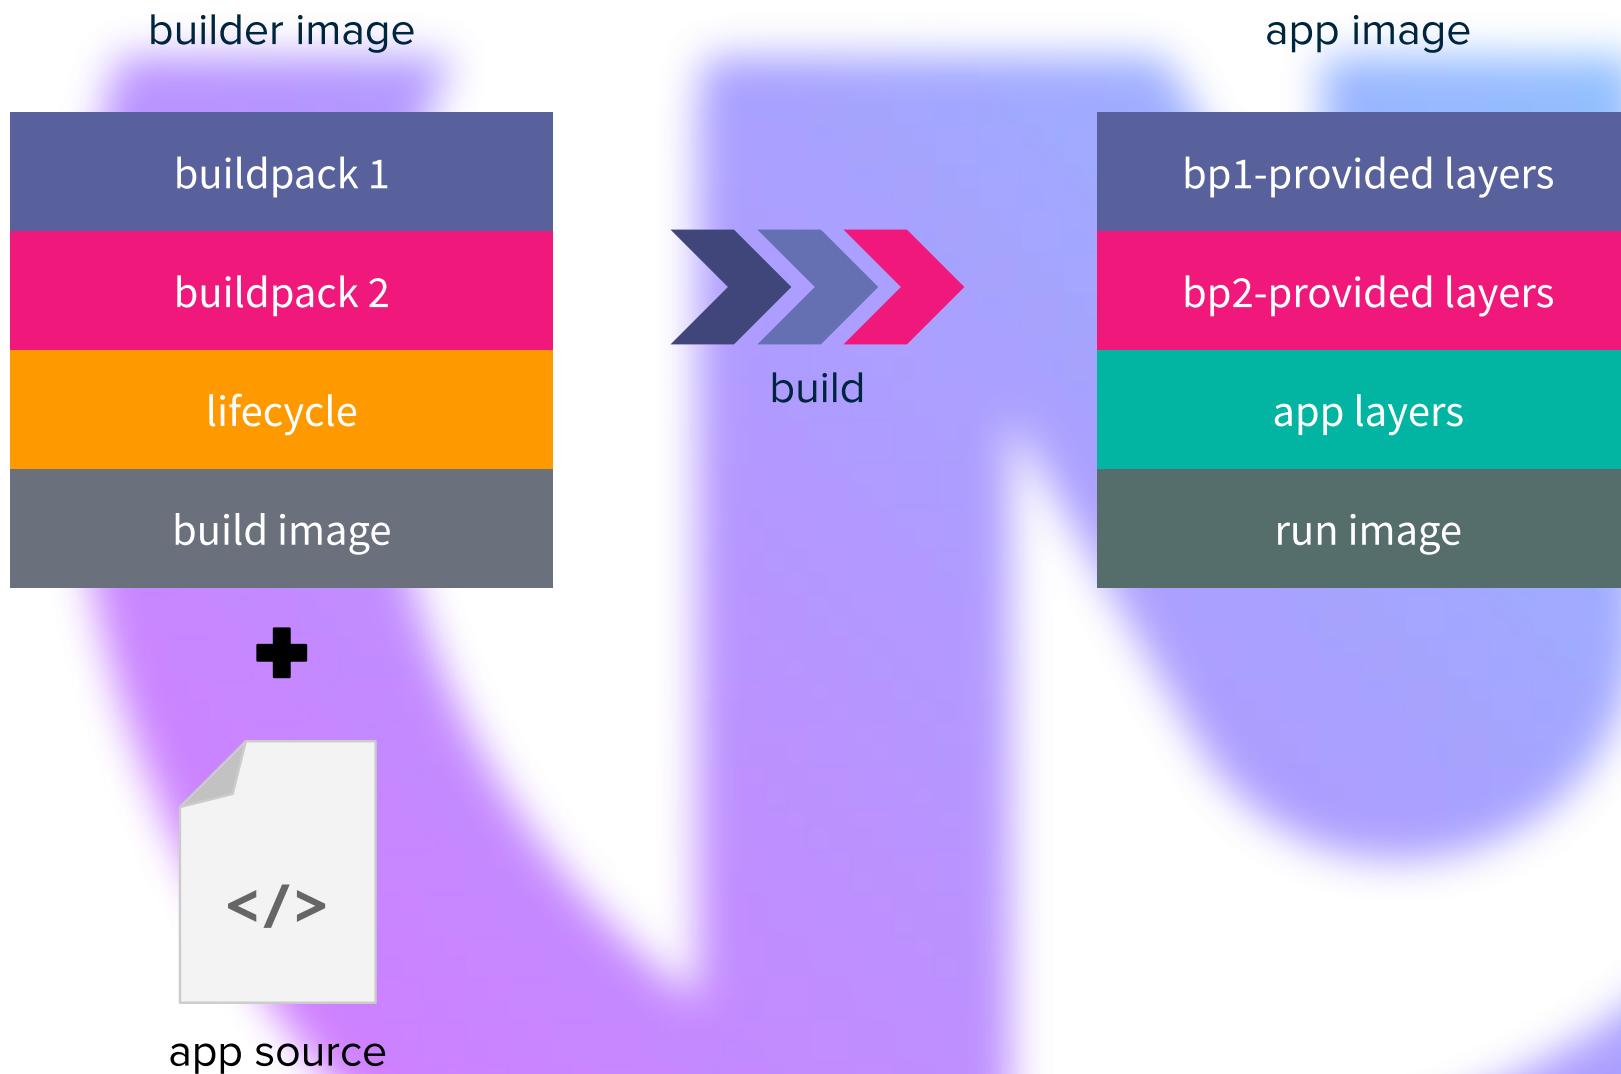 builder image
buildpack 1
buildpack 2
lifecycle
build image
</>
app source
build
app image
bp1-provided layers
bp2-provided layers
app layers
run image